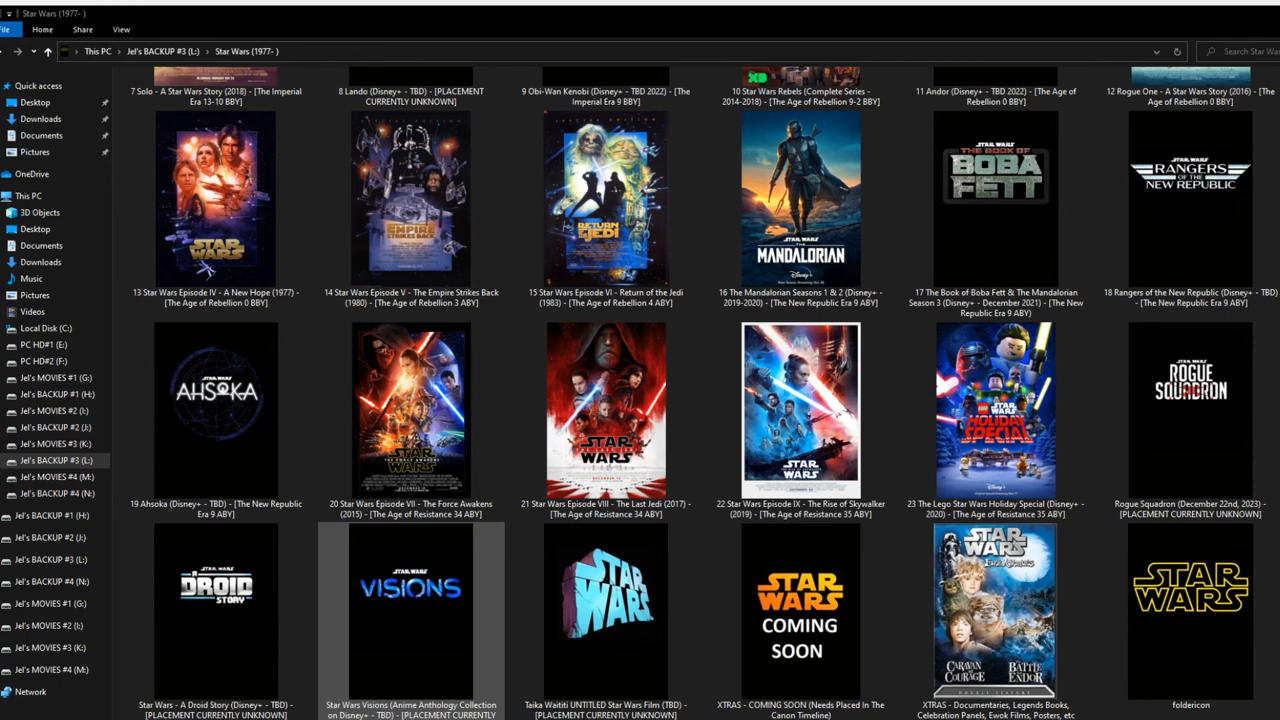 Star Wars (1977- )
File
Home
Share
View
This PC
Jel's BACKUP #3 (L:)
Star Wars (1977- )
Search Star Wars
Quick access
Desktop
Downloads
Documents
Pictures
OneDrive
This PC
3D Objects
Desktop
Documents
Downloads
Music
Pictures
Videos
Local Disk (C:)
PC HD#1 (E:)
PC HD#2 (F:)
Jel's MOVIES #1 (G:)
Jel's BACKUP #1 (H:)
Jel's MOVIES #2 (I:)
Jel's BACKUP #2 (J:)
Jel's MOVIES #3 (K:)
Jel's BACKUP #3 (L:)
Jel's MOVIES #4 (M:)
Jel's BACKUP #4 (N:)
Jel's BACKUP #1 (H:)
Jel's BACKUP #2 (J:)
Jel's BACKUP #3 (L:)
Jel's BACKUP #4 (N:)
Jel's MOVIES #1 (G:)
Jel's MOVIES #2 (I:)
Jel's MOVIES #3 (K:)
Jel's MOVIES #4 (M:)
Network
XD
7 Solo - A Star Wars Story (2018) - [The Imperial
Era 13-10 BBY]
8 Lando (Disney+ - TBD) - [PLACEMENT
CURRENTLY UNKNOWN]
9 Obi-Wan Kenobi (Disney+ - TBD 2022) - [The
Imperial Era 9 BBY]
10 Star Wars Rebels (Complete Series -
2014-2018) - [The Age of Rebellion 9-2 BBY]
11 Andor (Disney+ - TBD 2022) - [The Age of
Rebellion 0 BBY]
12 Rogue One - A Star Wars Story (2016) - [The
Age of Rebellion 0 BBY]
STAR WARS
THE EMPIRE STRIKES BACK
SPECIAL EDITION
RETURN OF THE JEDI
STAR WARS
THE
MANDALORIAN
Disney+
STAR WARS
THE BOOK OF
BOBA
FETT
STAR WARS
RANGERS
OF THE
NEW REPUBLIC
13 Star Wars Episode IV - A New Hope (1977) -
[The Age of Rebellion 0 BBY]
14 Star Wars Episode V - The Empire Strikes Back
(1980) - [The Age of Rebellion 3 ABY]
15 Star Wars Episode VI - Return of the Jedi
(1983) - [The Age of Rebellion 4 ABY]
16 The Mandalorian Seasons 1 & 2 (Disney+ -
2019-2020) - [The New Republic Era 9 ABY]
17 The Book of Boba Fett & The Mandalorian
Season 3 (Disney+ - December 2021) - [The New
Republic Era 9 ABY)
18 Rangers of the New Republic (Disney+ - TBD)
- [The New Republic Era 9 ABY]
STAR WARS
AHSOKA
STAR
THE FORCE AWAKENS
WARS
STAR
THE LAST JEDI
WARS
STAR
WARS
LEGO STAR WARS
HOLIDAY
SPECIAL
STAR WARS
ROGUE
SQUADRON
19 Ahsoka (Disney+ - TBD) - [The New Republic
Era 9 ABY]
20 Star Wars Episode VII - The Force Awakens
(2015) - [The Age of Resistance 34 ABY]
21 Star Wars Episode VIII - The Last Jedi (2017) -
[The Age of Resistance 34 ABY]
22 Star Wars Episode IX - The Rise of Skywalker
(2019) - [The Age of Resistance 35 ABY]
23 The Lego Star Wars Holiday Special (Disney+ -
2020) - [The Age of Resistance 35 ABY]
Rogue Squadron (December 22nd, 2023) -
[PLACEMENT CURRENTLY UNKNOWN]
STAR WARS
A
DROID
STORY
STAR WARS
VISIONS
STAR
WARS
STAR
WARS
COMING
SOON
STAR
WARS
Ewok Adventures
CARAVAN
OF
COURAGE
THE
BATTLE
FOR
ENDOR
DOUBLE FEATURE
STAR
WARS
Star Wars - A Droid Story (Disney+ - TBD) -
[PLACEMENT CURRENTLY UNKNOWN]
Star Wars Visions (Anime Anthology Collection
on Disney+ - TBD) - [PLACEMENT CURRENTLY
Taika Waititi UNTITLED Star Wars Film (TBD) -
[PLACEMENT CURRENTLY UNKNOWN]
XTRAS - COMING SOON (Needs Placed In The
Canon Timeline)
XTRAS - Documentaries, Legends Books,
Celebration Panels, Ewok Films, Posters, etc
foldericon